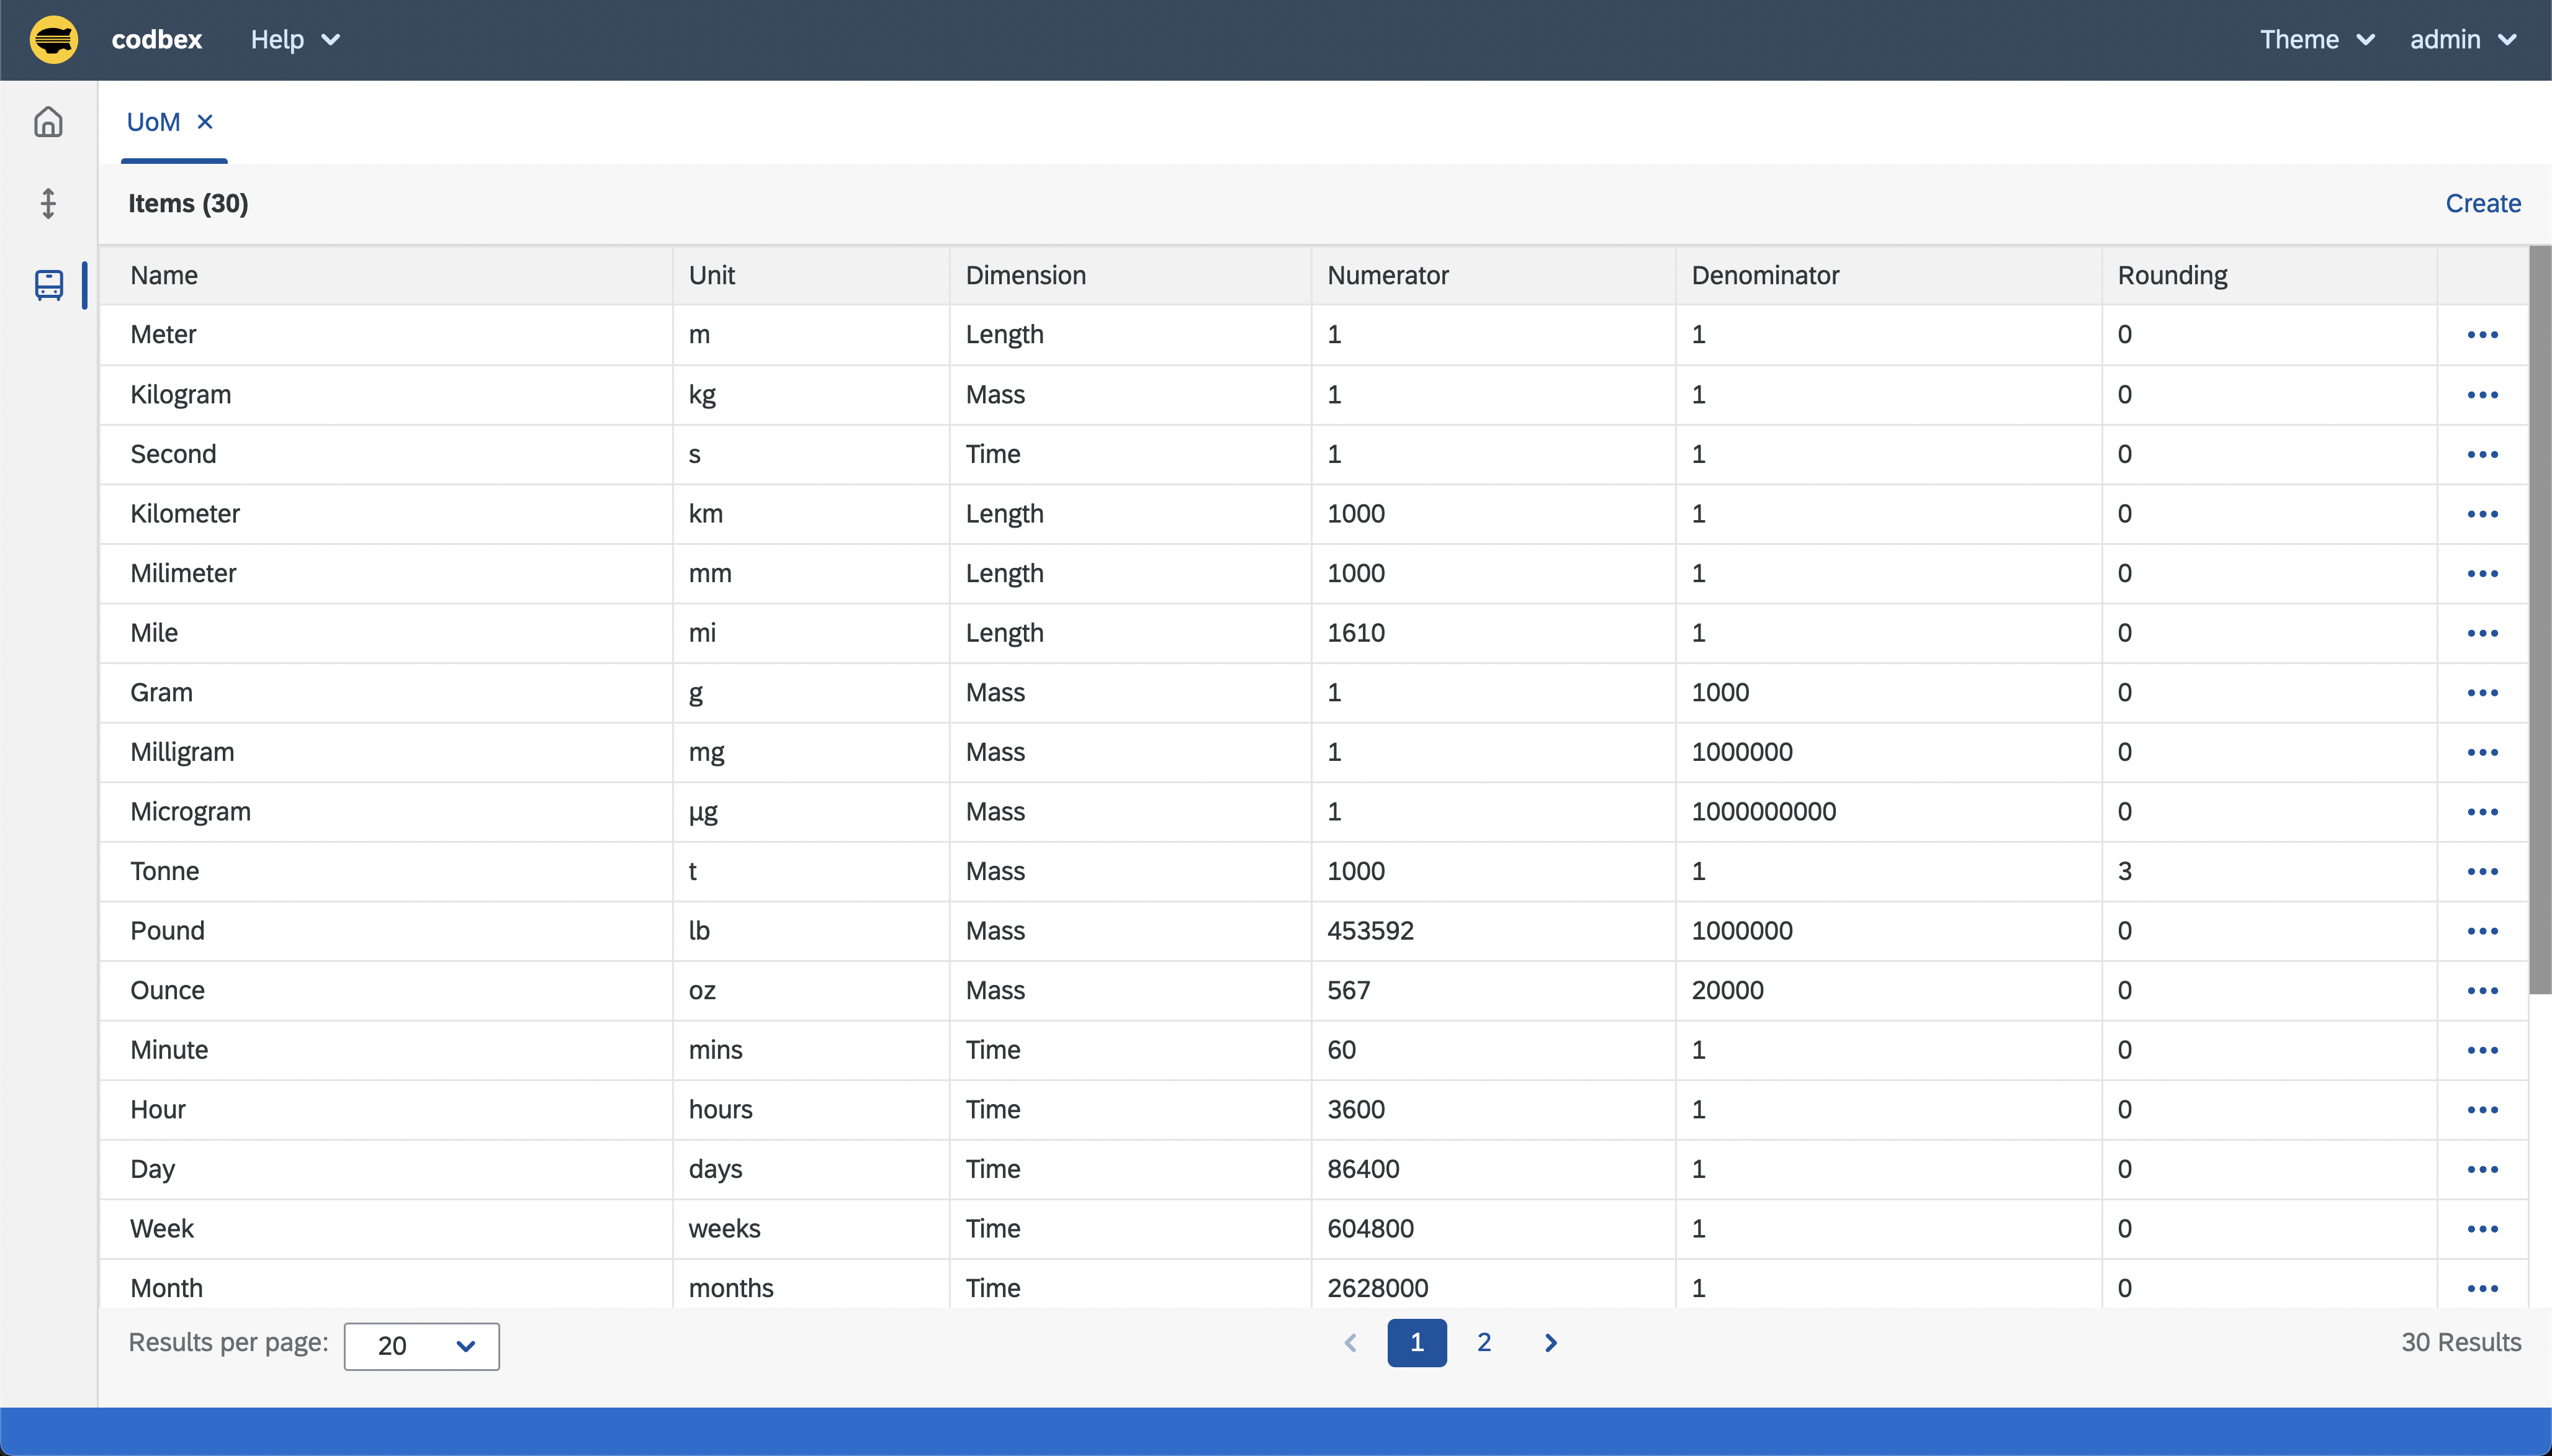 codbex Help Theme admin
UoM
Items (30) Create
Name Unit Dimension Numerator Denominator Rounding
Meter m Length 1 1 0
Kilogram kg Mass 1 1 0
Second s Time 1 1 0
Kilometer km Length 1000 1 0
Milimeter mm Length 1000 1 0
Mile mi Length 1610 1 0
Gram g Mass 1 1000 0
Milligram mg Mass 1 1000000 0
Microgram µg Mass 1 1000000000 0
Tonne t Mass 1000 1 3
Pound lb Mass 453592 1000000 0
Ounce oz Mass 567 20000 0
Minute mins Time 60 1 0
Hour hours Time 3600 1 0
Day days Time 86400 1 0
Week weeks Time 604800 1 0
Month months Time 2628000 1 0
Results per page: 20 1 2 30 Results